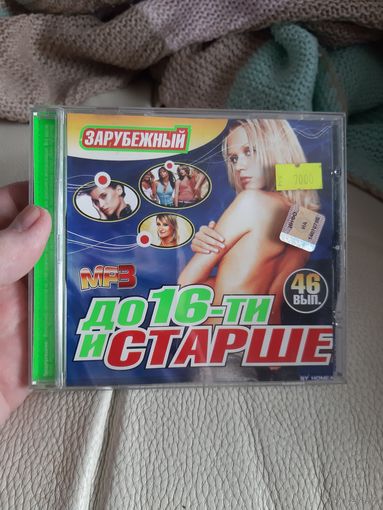 ЗАРУБЕЖНЫЙ
7000
MP3
46
ВЫП.
ДО 16-ТИ
И СТАРШЕ